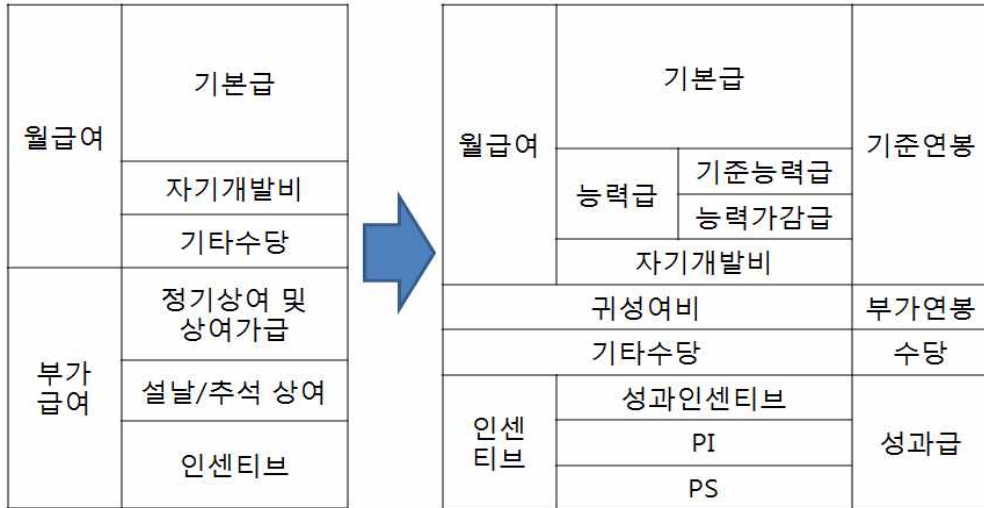 월급여
기본급
자기개발비
기타수당
부가
급여
정기상여 및
상여가급
설날/추석 상여
인센티브
월급여
기본급
능력급
기준능력급
능력가감급
자기개발비
기준연봉
귀성여비
부가연봉
기타수당
수당
인센
티브
성과인센티브
PI
PS
성과급